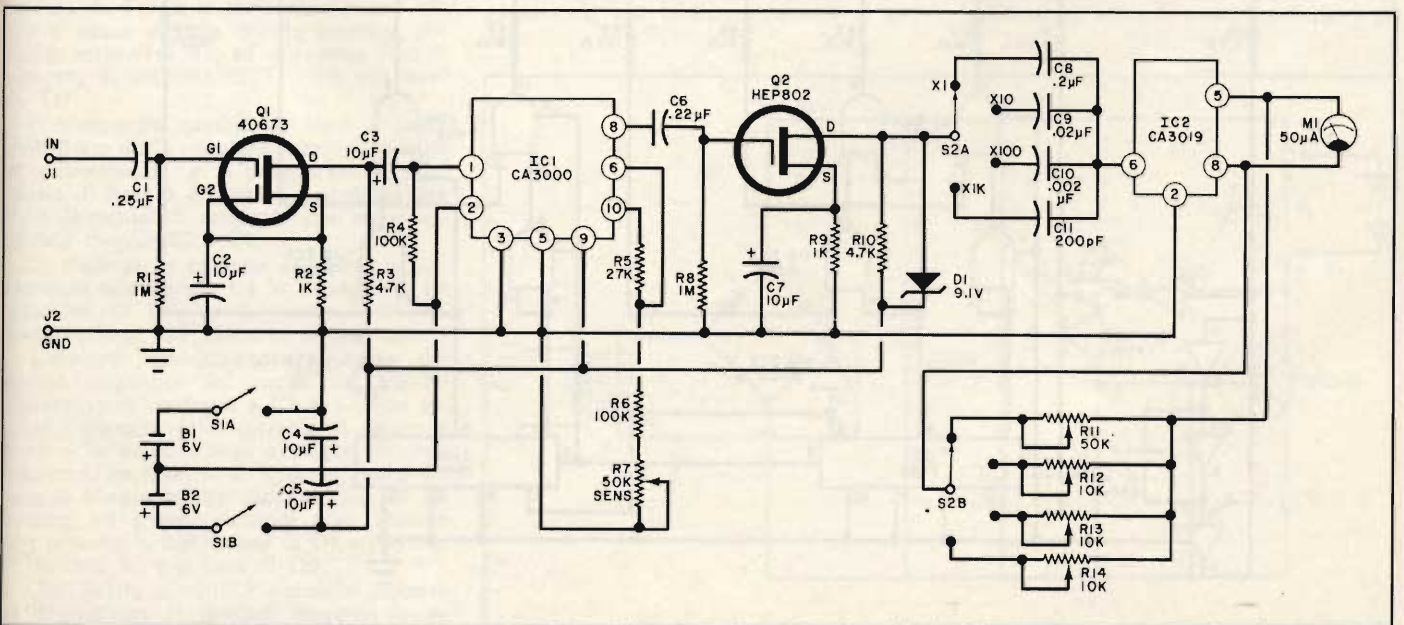 IN
J1
C1
.25µF
R1
1M
J2
GND
Q1
40673
G1
G2
D
S
C2
10µF
R2
1K
R3
4.7K
C3
10µF
R4
100K
IC1
CA3000
1
2
3
5
9
8
6
10
R5
27K
R6
100K
R7
50K
SENS
C6
.22µF
R8
1M
Q2
HEP802
D
S
C7
10µF
R9
1K
R10
4.7K
D1
9.1V
X1
X10
X100
X1K
S2A
C8
.2µF
C9
.02µF
C10
.002
µF
C11
200pF
IC2
CA3019
6
2
5
8
M1
50µA
B1
6V
B2
6V
S1A
S1B
C4
10µF
C5
10µF
+
+
+
+
+
+
+
S2B
R11
50K
R12
10K
R13
10K
R14
10K